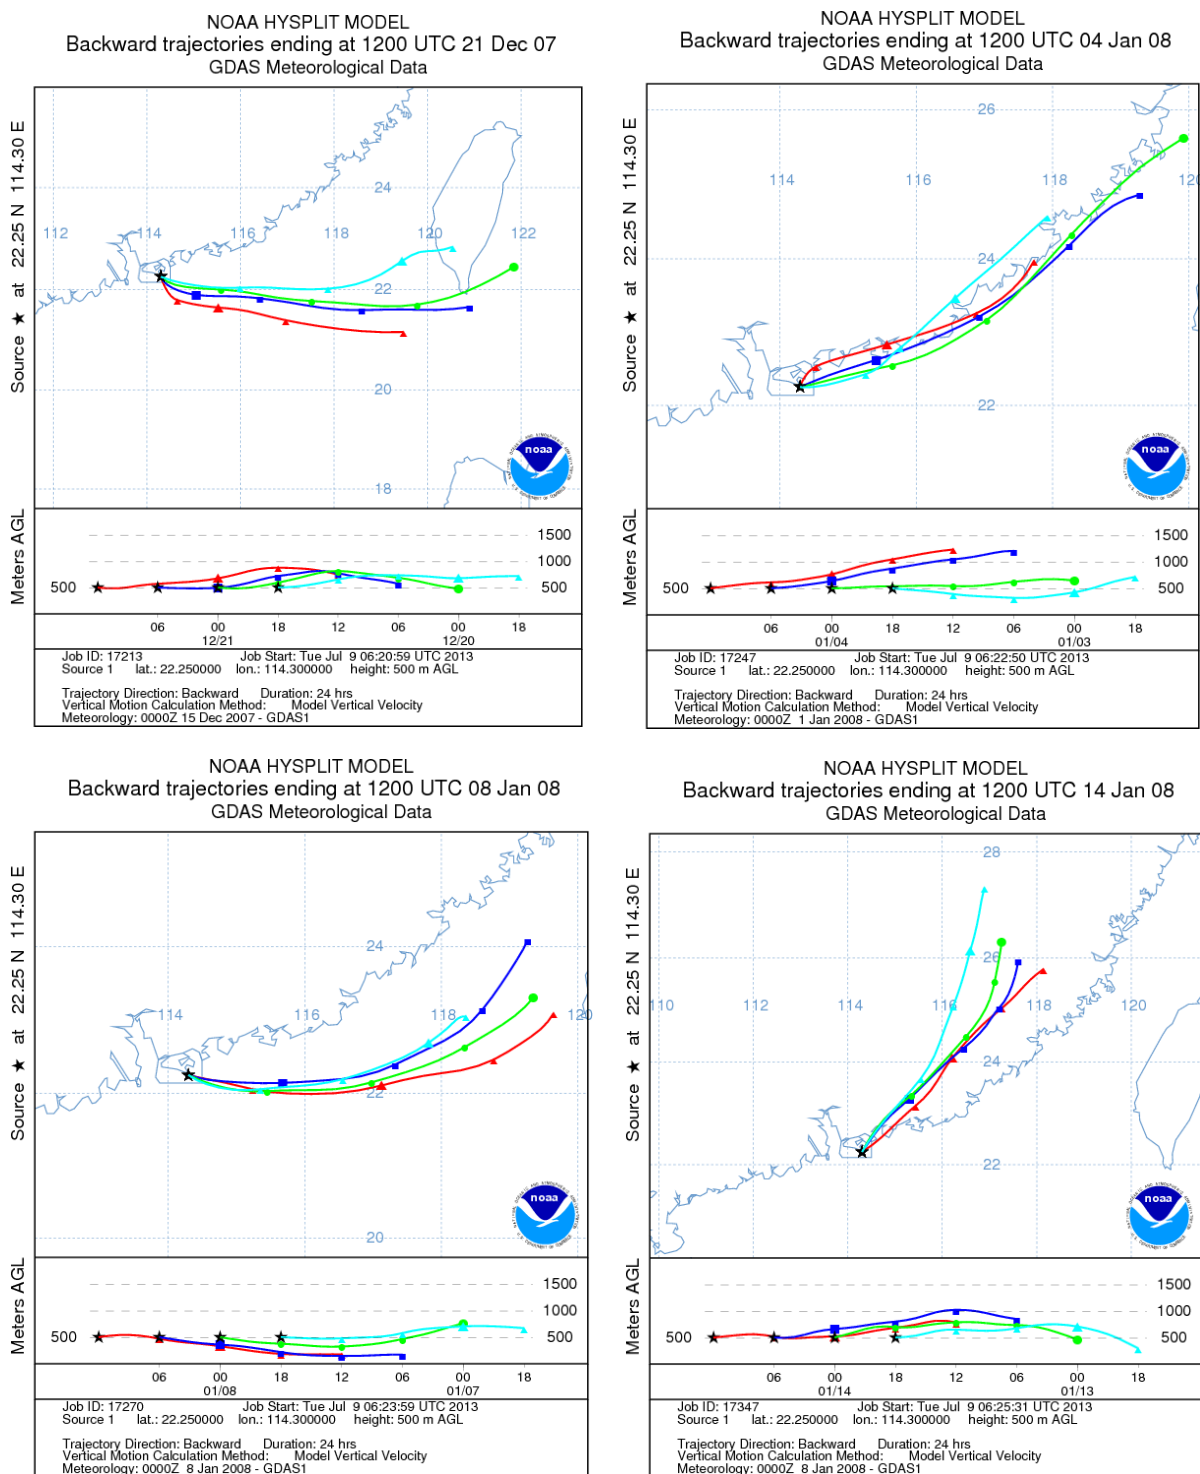 NOAA HYSPLIT MODEL
Backward trajectories ending at 1200 UTC 21 Dec 07
GDAS Meteorological Data
Source ★ at 22.25 N 114.30 E
112 114 116 118 120 122
24
22
20
18
noaa
Meters AGL
1500
1000
500 500
06 00 18 12 06 00 18
12/21 12/20
Job ID: 17213 Job Start: Tue Jul 9 06:20:59 UTC 2013
Source 1 lat.: 22.250000 lon.: 114.300000 height: 500 m AGL
Trajectory Direction: Backward Duration: 24 hrs
Vertical Motion Calculation Method: Model Vertical Velocity
Meteorology: 0000Z 15 Dec 2007 - GDAS1
NOAA HYSPLIT MODEL
Backward trajectories ending at 1200 UTC 04 Jan 08
GDAS Meteorological Data
Source ★ at 22.25 N 114.30 E
26
114 116 118 120
24
22
noaa
Meters AGL
1500
1000
500 500
06 00 18 12 06 00 18
01/04 01/03
Job ID: 17247 Job Start: Tue Jul 9 06:22:50 UTC 2013
Source 1 lat.: 22.250000 lon.: 114.300000 height: 500 m AGL
Trajectory Direction: Backward Duration: 24 hrs
Vertical Motion Calculation Method: Model Vertical Velocity
Meteorology: 0000Z 1 Jan 2008 - GDAS1
NOAA HYSPLIT MODEL
Backward trajectories ending at 1200 UTC 08 Jan 08
GDAS Meteorological Data
Source ★ at 22.25 N 114.30 E
24
114 116 118 120
22
20
noaa
Meters AGL
1500
1000
500 500
06 00 18 12 06 00 18
01/08 01/07
Job ID: 17270 Job Start: Tue Jul 9 06:23:59 UTC 2013
Source 1 lat.: 22.250000 lon.: 114.300000 height: 500 m AGL
Trajectory Direction: Backward Duration: 24 hrs
Vertical Motion Calculation Method: Model Vertical Velocity
Meteorology: 0000Z 8 Jan 2008 - GDAS1
NOAA HYSPLIT MODEL
Backward trajectories ending at 1200 UTC 14 Jan 08
GDAS Meteorological Data
Source ★ at 22.25 N 114.30 E
28
26
110 112 114 116 118 120
24
22
noaa
Meters AGL
1500
1000
500 500
06 00 18 12 06 00 18
01/14 01/13
Job ID: 17347 Job Start: Tue Jul 9 06:25:31 UTC 2013
Source 1 lat.: 22.250000 lon.: 114.300000 height: 500 m AGL
Trajectory Direction: Backward Duration: 24 hrs
Vertical Motion Calculation Method: Model Vertical Velocity
Meteorology: 0000Z 8 Jan 2008 - GDAS1